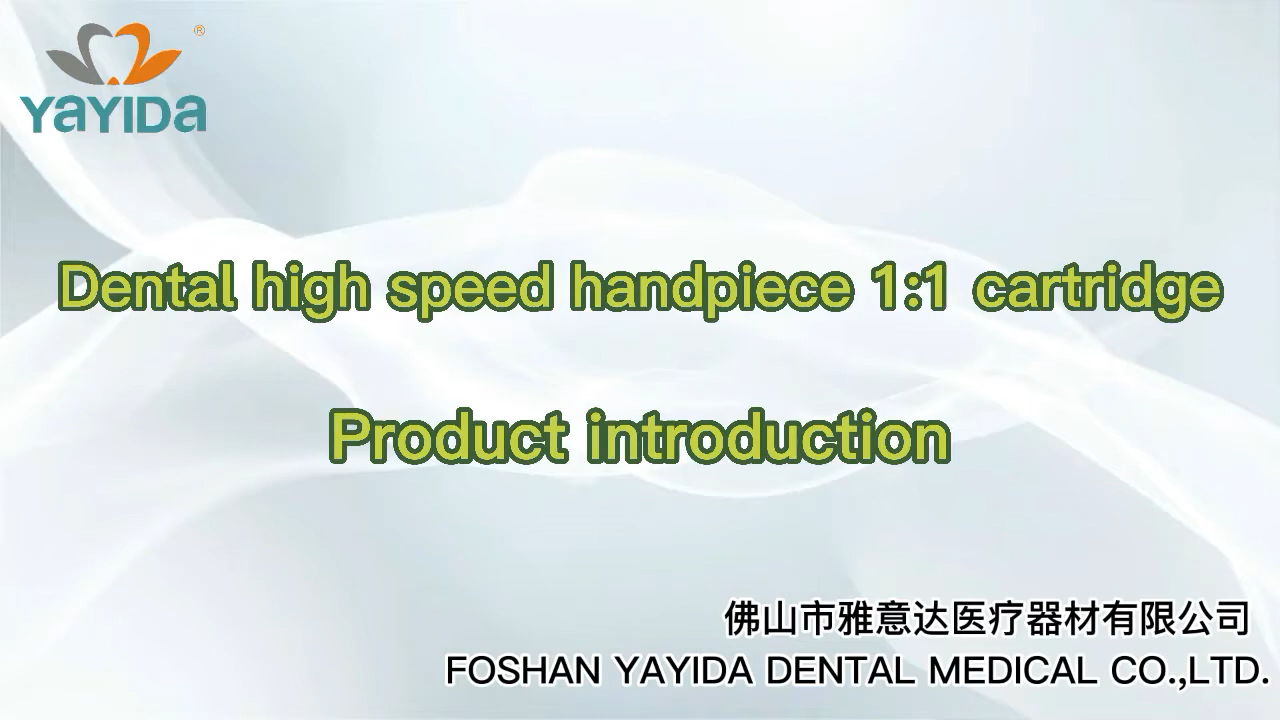 ®
YaYIDa
Dental high speed handpiece 1:1 cartridge
Product introduction
佛山市雅意达医疗器材有限公司
FOSHAN YAYIDA DENTAL MEDICAL CO.,LTD.